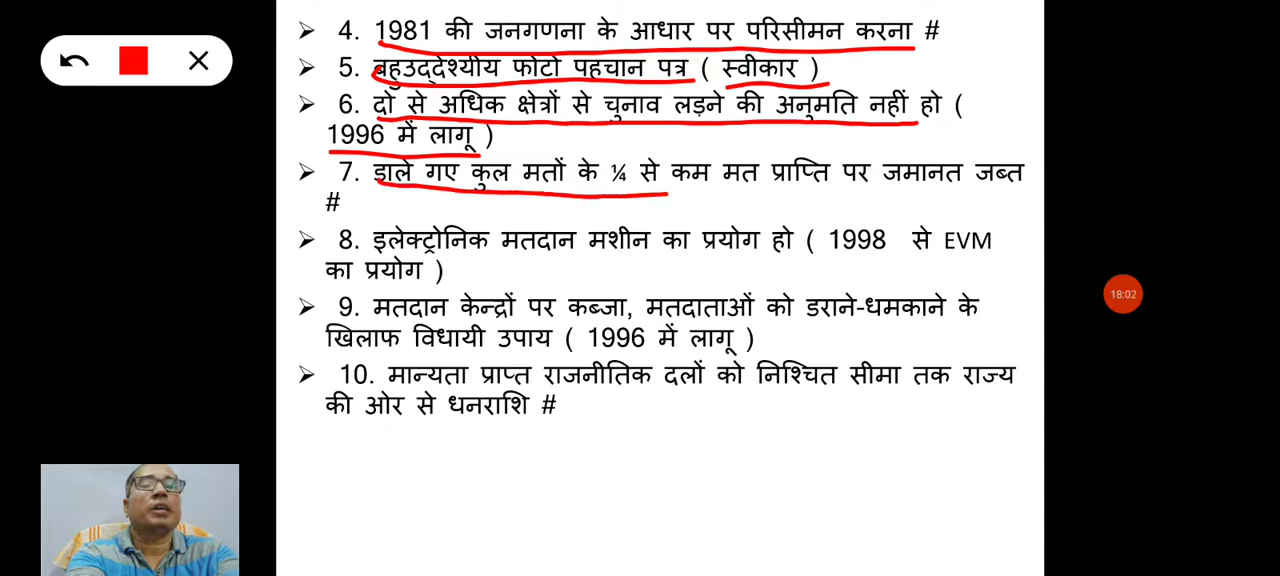 ➢ 4. 1981 की जनगणना के आधार पर परिसीमन करना #
➢ 5. बहुउद्देश्यीय फोटो पहचान पत्र ( स्वीकार )
➢ 6. दो से अधिक क्षेत्रों से चुनाव लड़ने की अनुमति नहीं हो (
1996 में लागू )
➢ 7. डाले गए कुल मतों के ¼ से कम मत प्राप्ति पर जमानत जब्त
#
➢ 8. इलेक्ट्रोनिक मतदान मशीन का प्रयोग हो ( 1998 से EVM
का प्रयोग )
18:02
➢ 9. मतदान केन्द्रों पर कब्जा, मतदाताओं को डराने-धमकाने के
खिलाफ विधायी उपाय ( 1996 में लागू )
➢ 10. मान्यता प्राप्त राजनीतिक दलों को निश्चित सीमा तक राज्य
की ओर से धनराशि #